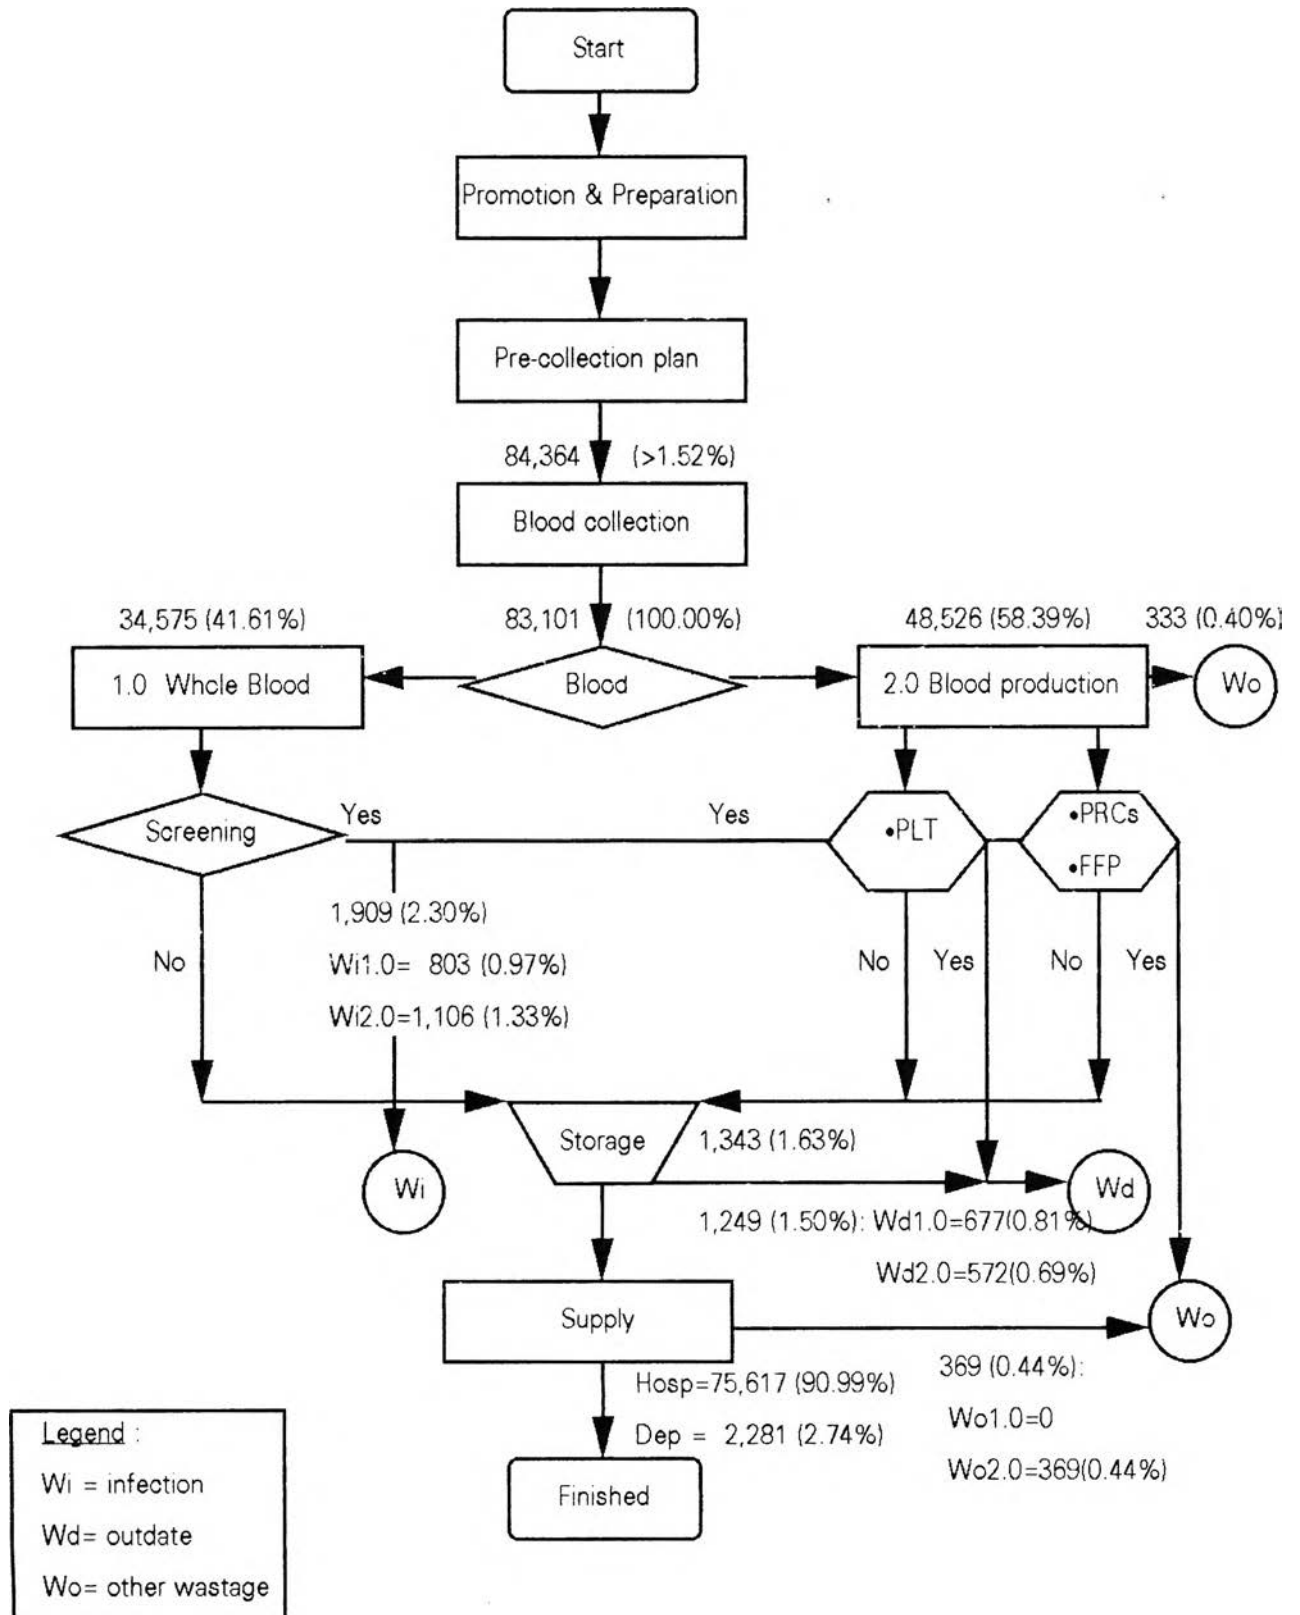 Start
Promotion & Preparation
Pre-collection plan
84,364 (>1.52%)
Blood collection
34,575 (41.61%) 83,101 (100.00%) 48,526 (58.39%) 333 (0.40%)
1.0 Whole Blood Blood 2.0 Blood production Wo
Yes Yes •PRCs
Screening •PLT
•FFP
1,909 (2.30%)
No Wi1.0= 803 (0.97%) No Yes No Yes
Wi2.0=1,106 (1.33%)
Storage 1,343 (1.63%)
Wi Wd
1,249 (1.50%): Wd1.0=677(0.81%)
Wd2.0=572(0.69%)
Supply Wo
369 (0.44%):
Hosp=75,617 (90.99%)
Wo1.0=0
Dep = 2,281 (2.74%)
Wo2.0=369(0.44%)
Finished
Legend :
Wi = infection
Wd= outdate
Wo= other wastage